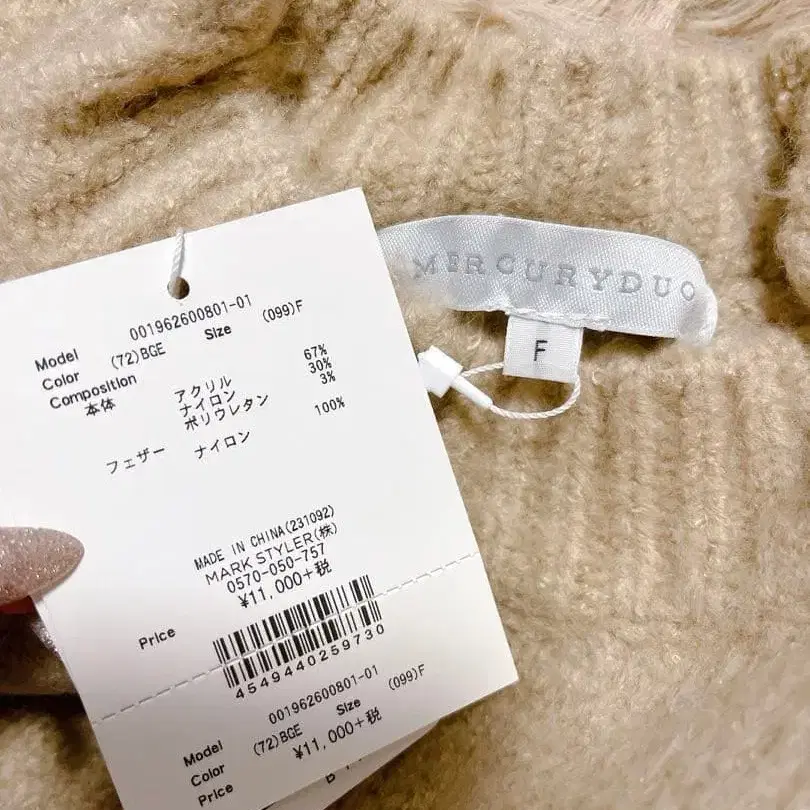 MERCURYDUO
F
Model 001962600801-01
Color (72)BGE Size (099)F
Composition
本体 アクリル 67%
ナイロン 30%
ポリウレタン 3%
フェザー ナイロン 100%
MADE IN CHINA(231092)
MARK STYLER(株)
0570-050-757
Price ¥11,000+税
4549440259730
Model 001962600801-01
Color (72)BGE Size (099)F
Price ¥11,000+税